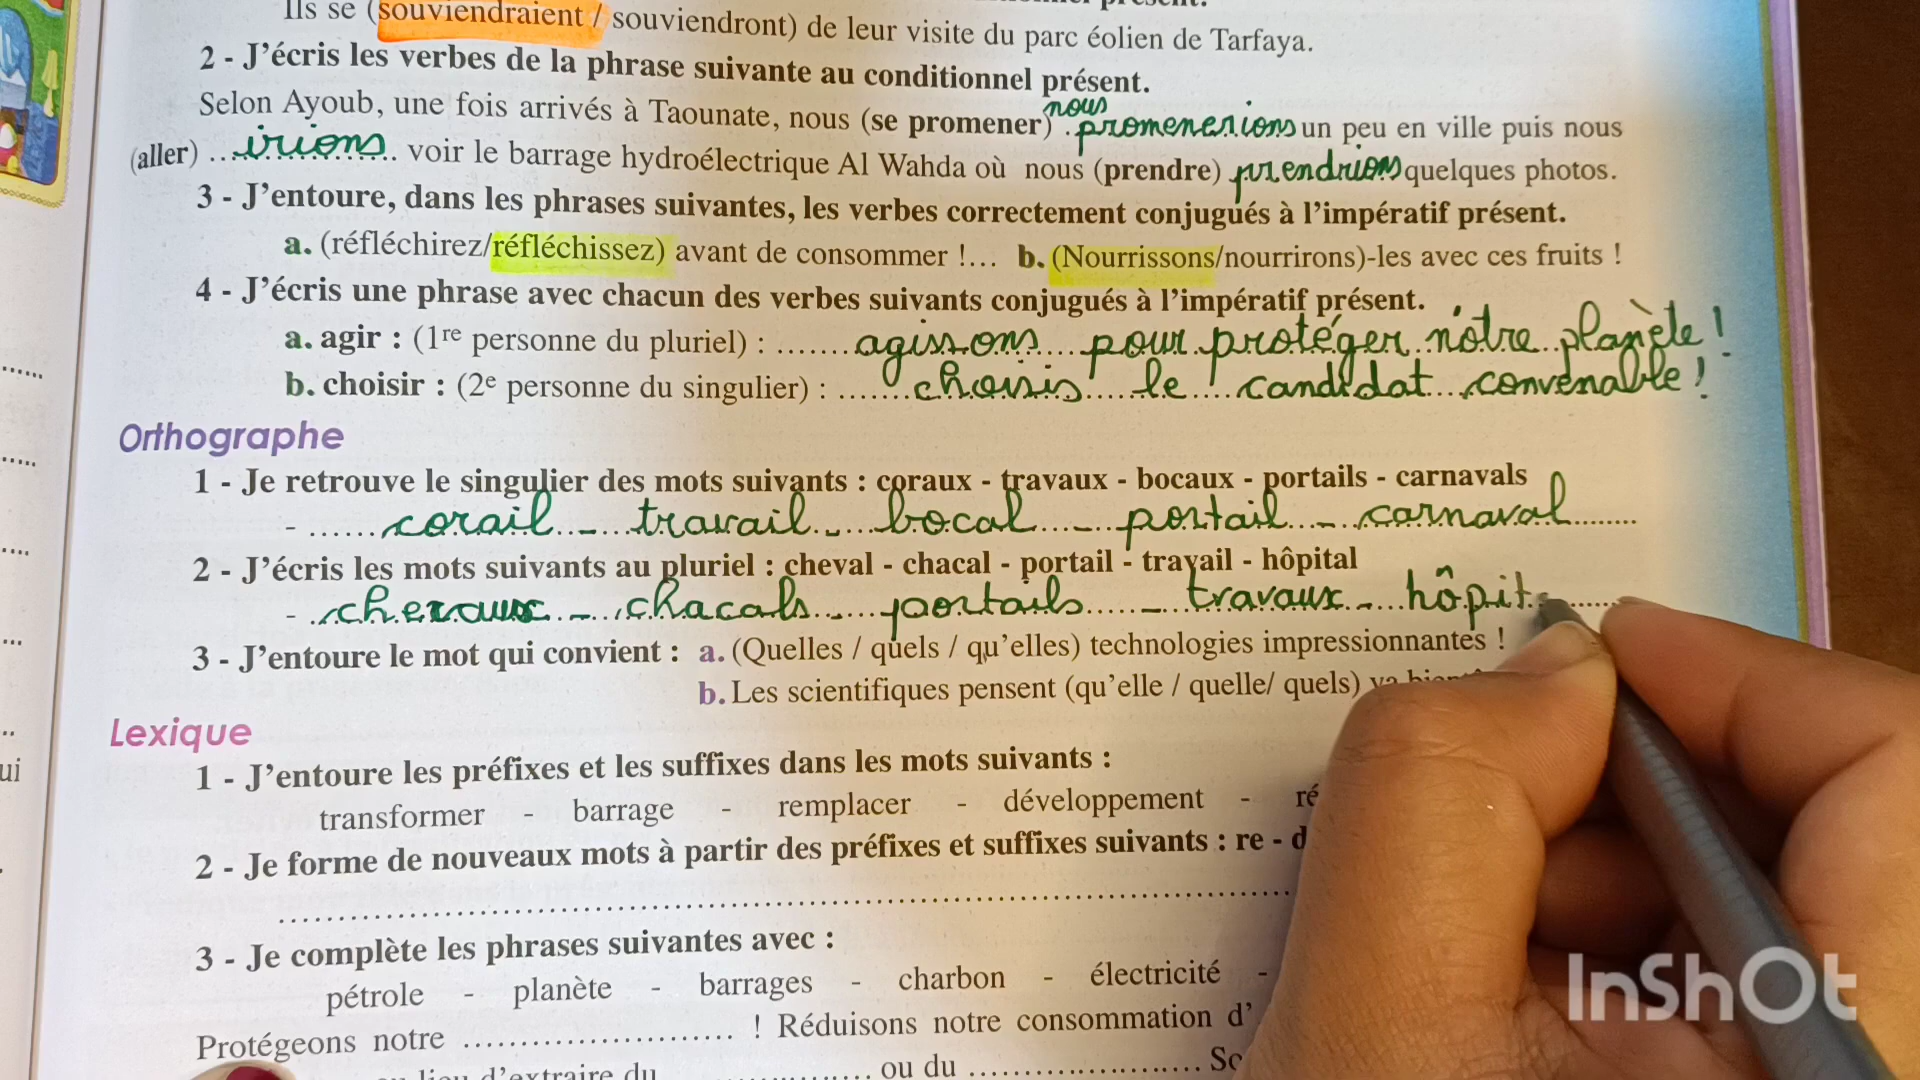 Ils se (souviendraient / souviendront) de leur visite du parc éolien de Tarfaya.
2 - J'écris les verbes de la phrase suivante au conditionnel présent.
Selon Ayoub, une fois arrivés à Taounate, nous (se promener) nous promenerions un peu en ville puis nous
(aller) irions voir le barrage hydroélectrique Al Wahda où nous (prendre) prendrions quelques photos.
3 - J'entoure, dans les phrases suivantes, les verbes correctement conjugués à l'impératif présent.
a. (réfléchirez/réfléchissez) avant de consommer !... b. (Nourrissons/nourrirons)-les avec ces fruits !
4 - J'écris une phrase avec chacun des verbes suivants conjugués à l'impératif présent.
a. agir : (1re personne du pluriel) : ....... agissons pour protéger notre planète !
b. choisir : (2e personne du singulier) : ....... choisis le candidat convenable !
Orthographe
1 - Je retrouve le singulier des mots suivants : coraux - travaux - bocaux - portails - carnavals
- ...... corail - travail - bocal - portail - carnaval
2 - J'écris les mots suivants au pluriel : cheval - chacal - portail - travail - hôpital
- chevaux - chacals - portails - travaux - hôpit
3 - J'entoure le mot qui convient : a. (Quelles / quels / qu'elles) technologies impressionnantes !
b. Les scientifiques pensent (qu'elle / quelle/ quels) va
Lexique
1 - J'entoure les préfixes et les suffixes dans les mots suivants :
transformer - barrage - remplacer - développement - ré
2 - Je forme de nouveaux mots à partir des préfixes et suffixes suivants : re - d
3 - Je complète les phrases suivantes avec :
pétrole - planète - barrages - charbon - électricité -
ui
Protégeons notre ........................ ! Réduisons notre consommation d'
lieu d'extraire du .................. ou du ..................... So
InShOt